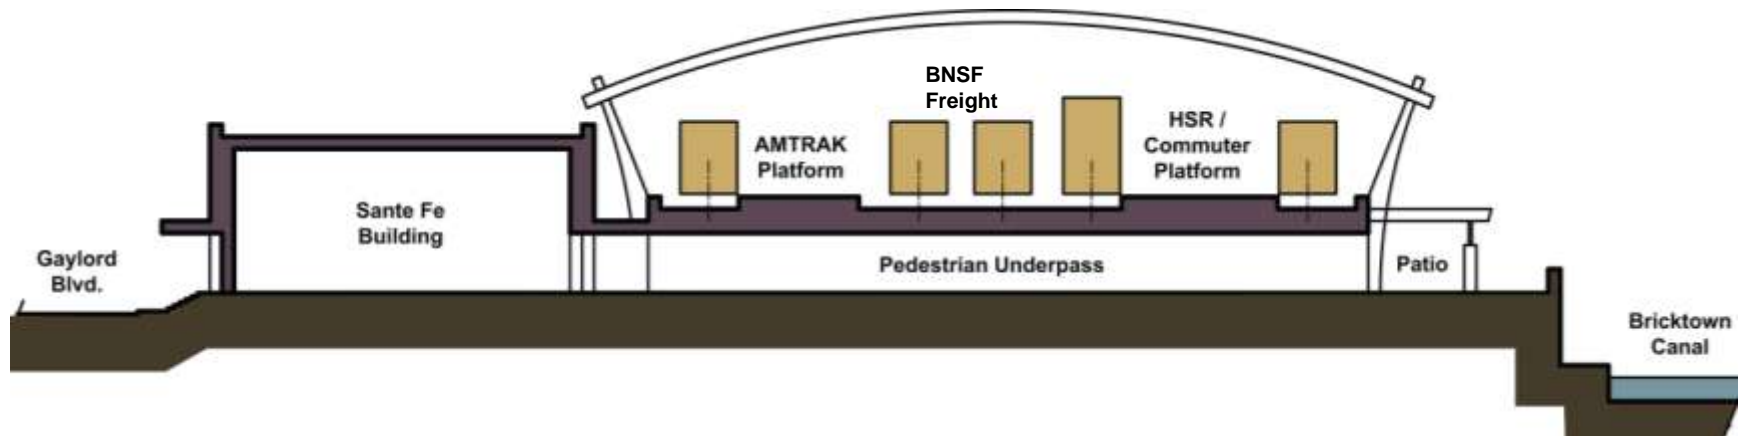 BNSF
Freight
AMTRAK
Platform
HSR /
Commuter
Platform
Sante Fe
Building
Gaylord
Blvd.
Pedestrian Underpass
Patio
Bricktown
Canal